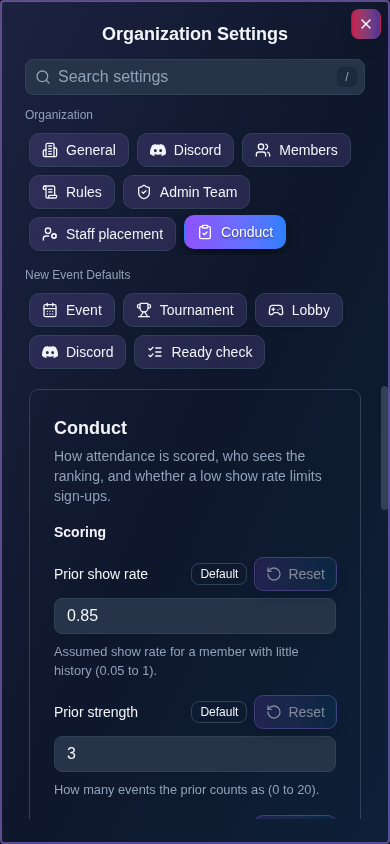 Organization Settings
Search settings /
Organization
General Discord Members
Rules Admin Team
Staff placement Conduct
New Event Defaults
Event Tournament Lobby
Discord Ready check
Conduct
How attendance is scored, who sees the
ranking, and whether a low show rate limits
sign-ups.
Scoring
Prior show rate Default Reset
0.85
Assumed show rate for a member with little
history (0.05 to 1).
Prior strength Default Reset
3
How many events the prior counts as (0 to 20).